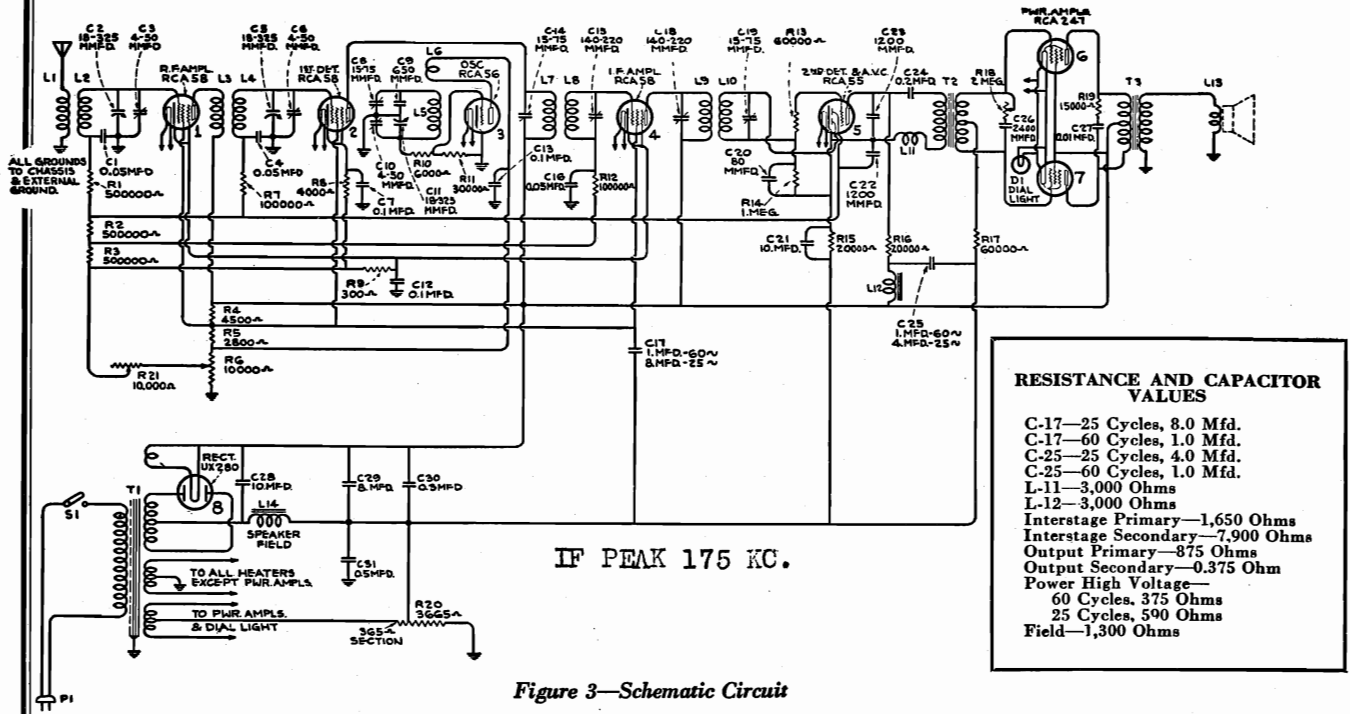 L1
L2
C2
18-325
MMFD
C3
4-50
MMFD
R.F. AMPL
RCA 58
1
L3
L4
C5
18-325
MMFD.
C6
4-50
MMFD.
1ST. DET.
RCA 58
2
C8
15-75
MMFD.
C9
650
MMFD.
L6
L5
OSC.
RCA 56
3
C14
15-75
MMFD.
L7
L8
C15
140-220
MMFD.
I.F. AMPL
RCA 58
4
C18
140-220
MMFD.
L9
L10
C19
15-75
MMFD.
R13
60000~
2ND DET. & A.V.C.
RCA 55
5
C23
1200
MMFD.
C24
0.2 MFD.
T2
R18
2 MEG.
C26
2400
MMFD
PWR. AMPLR
RCA 247
6
7
D1
DIAL
LIGHT
R19
15000~
C27
0.01 MFD.
T3
L13
ALL GROUNDS
TO CHASSIS
& EXTERNAL
GROUND.
C1
0.05 MFD
R1
500000~
R2
500000~
R3
500000~
C4
0.05 MFD
R7
100000~
R8
4000~
C7
0.1 MFD.
C10
4-50
MMFD.
R10
6000~
C11
18-325
MMFD.
R11
30000~
C13
0.1 MFD.
C16
0.05 MFD.
R12
100000~
C20
80
MMFD
R14
1. MEG.
C22
1200
MMFD.
L11
C21
10. MFD.
R15
20000~
R16
20000~
R17
60000~
L12
C25
1. MFD-60~
4. MFD-25~
R9
300~
C12
0.1 MFD.
R4
4500~
R5
2800~
R6
10000~
R21
10,000~
C17
1. MFD.-60~
8. MFD.-25~
RECT.
UX280
8
S1
T1
P1
C28
10. MFD.
L14
SPEAKER
FIELD
C29
8. MFD.
C30
0.5 MFD
C31
0.5 MFD.
TO ALL HEATERS
EXCEPT PWR. AMPLS.
TO PWR. AMPLS.
& DIAL LIGHT
R20
3665~
365~
SECTION
IF PEAK 175 KC.
RESISTANCE AND CAPACITOR
VALUES
C-17—25 Cycles, 8.0 Mfd.
C-17—60 Cycles, 1.0 Mfd.
C-25—25 Cycles, 4.0 Mfd.
C-25—60 Cycles, 1.0 Mfd.
L-11—3,000 Ohms
L-12—3,000 Ohms
Interstage Primary—1,650 Ohms
Interstage Secondary—7,900 Ohms
Output Primary—875 Ohms
Output Secondary—0.375 Ohm
Power High Voltage—
60 Cycles. 375 Ohms
25 Cycles, 590 Ohms
Field—1,300 Ohms
Figure 3—Schematic Circuit